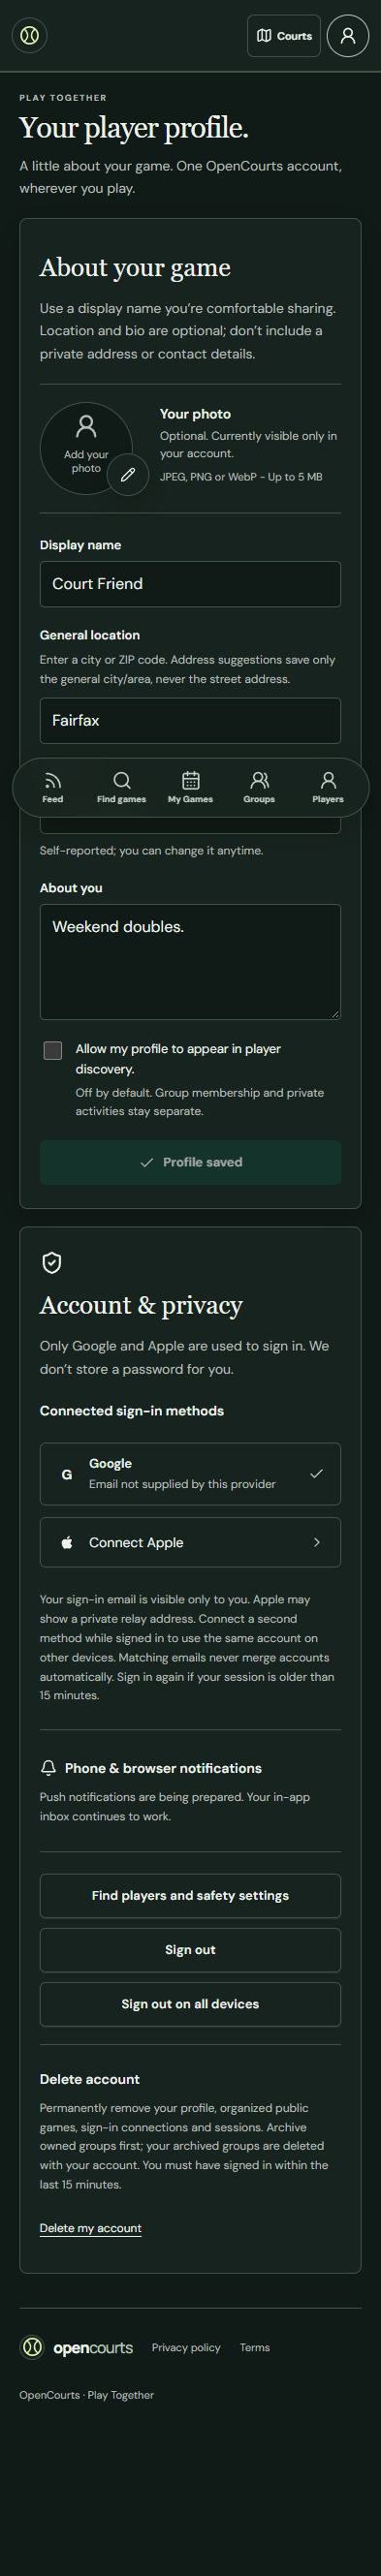 Courts
PLAY TOGETHER
Your player profile.
A little about your game. One OpenCourts account,
wherever you play.
About your game
Use a display name you’re comfortable sharing.
Location and bio are optional; don’t include a
private address or contact details.
Add your
photo
Your photo
Optional. Currently visible only in
your account.
JPEG, PNG or WebP - Up to 5 MB
Display name
Court Friend
General location
Enter a city or ZIP code. Address suggestions save only
the general city/area, never the street address.
Fairfax
Feed
Find games
My Games
Groups
Players
Self-reported; you can change it anytime.
About you
Weekend doubles.
Allow my profile to appear in player
discovery.
Off by default. Group membership and private
activities stay separate.
Profile saved
Account & privacy
Only Google and Apple are used to sign in. We
don’t store a password for you.
Connected sign-in methods
G
Google
Email not supplied by this provider
Connect Apple
Your sign-in email is visible only to you. Apple may
show a private relay address. Connect a second
method while signed in to use the same account on
other devices. Matching emails never merge accounts
automatically. Sign in again if your session is older than
15 minutes.
Phone & browser notifications
Push notifications are being prepared. Your in-app
inbox continues to work.
Find players and safety settings
Sign out
Sign out on all devices
Delete account
Permanently remove your profile, organized public
games, sign-in connections and sessions. Archive
owned groups first; your archived groups are deleted
with your account. You must have signed in within the
last 15 minutes.
Delete my account
opencourts
Privacy policy
Terms
OpenCourts · Play Together